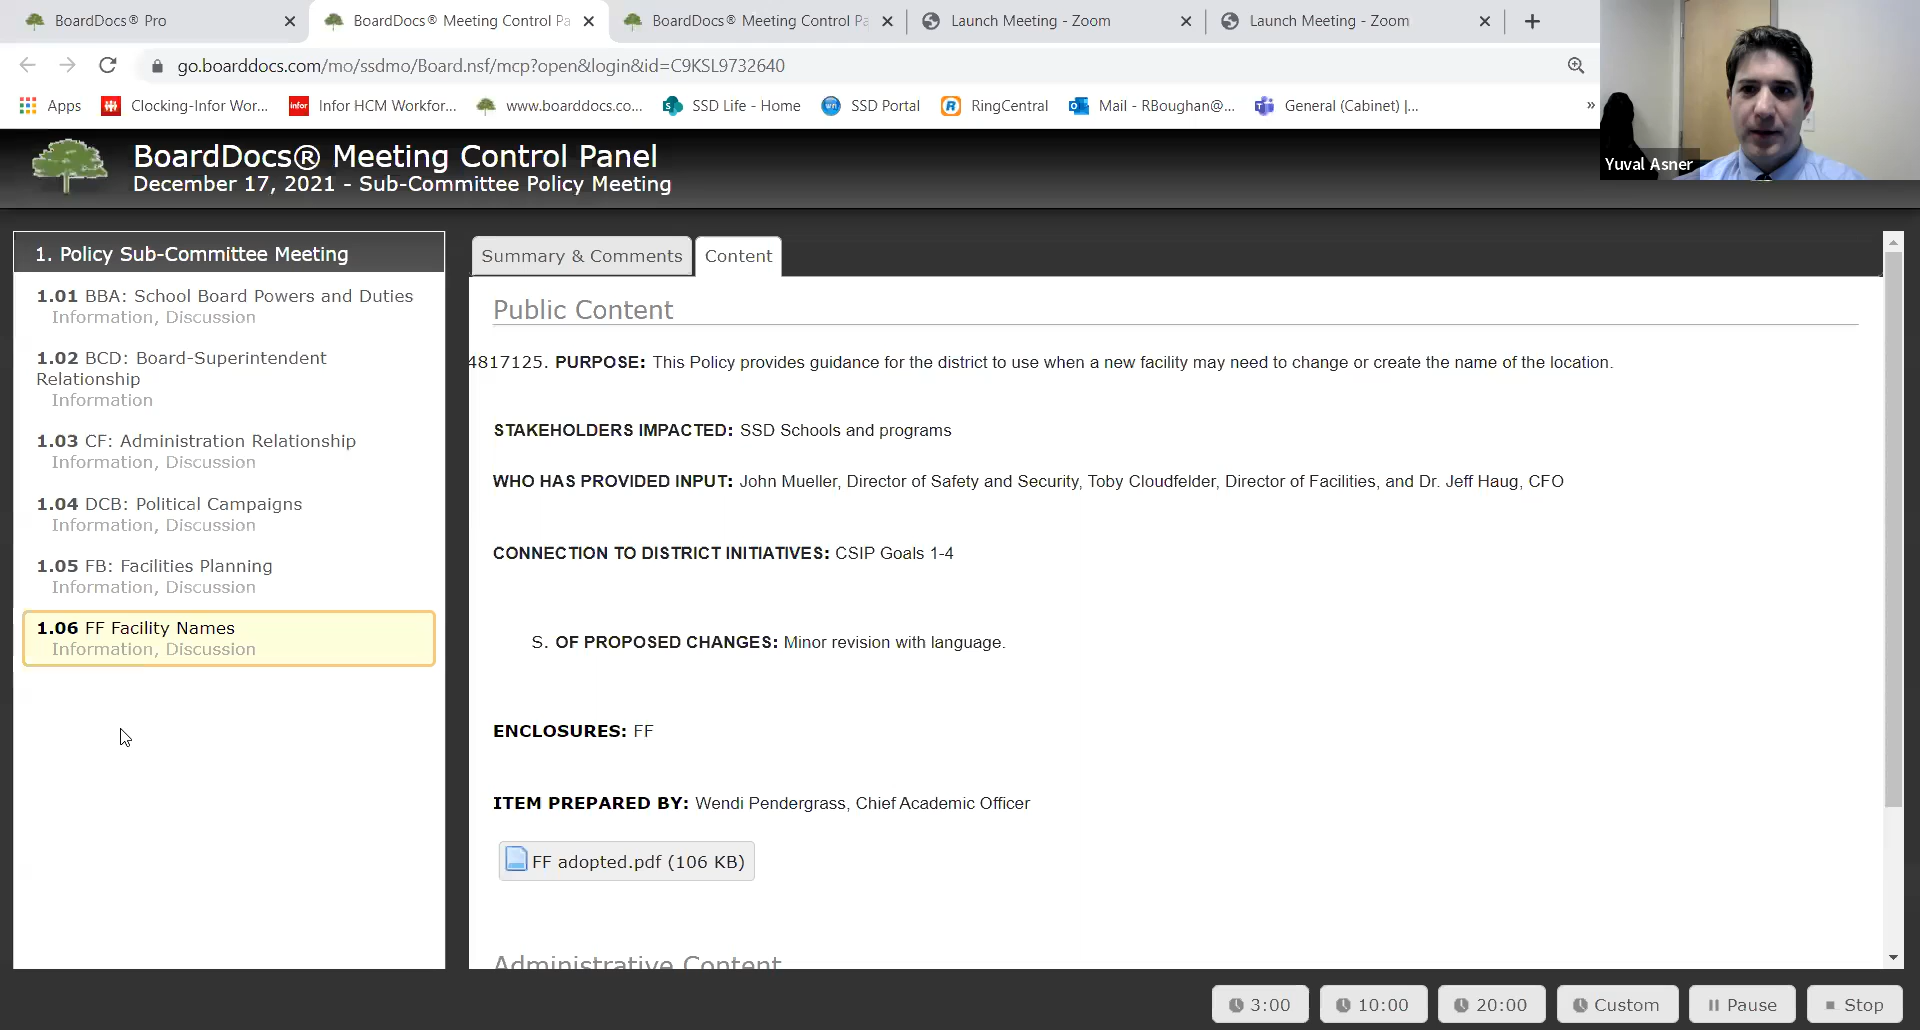 BoardDocs® Pro
BoardDocs® Meeting Control Pa
BoardDocs® Meeting Control Pa
Launch Meeting - Zoom
Launch Meeting - Zoom
go.boarddocs.com/mo/ssdmo/Board.nsf/mcp?open&login&id=C9KSL9732640
Apps
Clocking-Infor Wor...
Infor HCM Workfor...
www.boarddocs.co...
SSD Life - Home
SSD Portal
RingCentral
Mail - RBoughan@...
General (Cabinet) |...
»
Yuval Asner
BoardDocs® Meeting Control Panel
December 17, 2021 - Sub-Committee Policy Meeting
1. Policy Sub-Committee Meeting
1.01 BBA: School Board Powers and Duties
Information, Discussion
1.02 BCD: Board-Superintendent
Relationship
Information
1.03 CF: Administration Relationship
Information, Discussion
1.04 DCB: Political Campaigns
Information, Discussion
1.05 FB: Facilities Planning
Information, Discussion
1.06 FF Facility Names
Information, Discussion
Summary & Comments
Content
Public Content
4817125. PURPOSE: This Policy provides guidance for the district to use when a new facility may need to change or create the name of the location.
STAKEHOLDERS IMPACTED: SSD Schools and programs
WHO HAS PROVIDED INPUT: John Mueller, Director of Safety and Security, Toby Cloudfelder, Director of Facilities, and Dr. Jeff Haug, CFO
CONNECTION TO DISTRICT INITIATIVES: CSIP Goals 1-4
S. OF PROPOSED CHANGES: Minor revision with language.
ENCLOSURES: FF
ITEM PREPARED BY: Wendi Pendergrass, Chief Academic Officer
FF adopted.pdf (106 KB)
Administrative Content
3:00
10:00
20:00
Custom
Pause
Stop